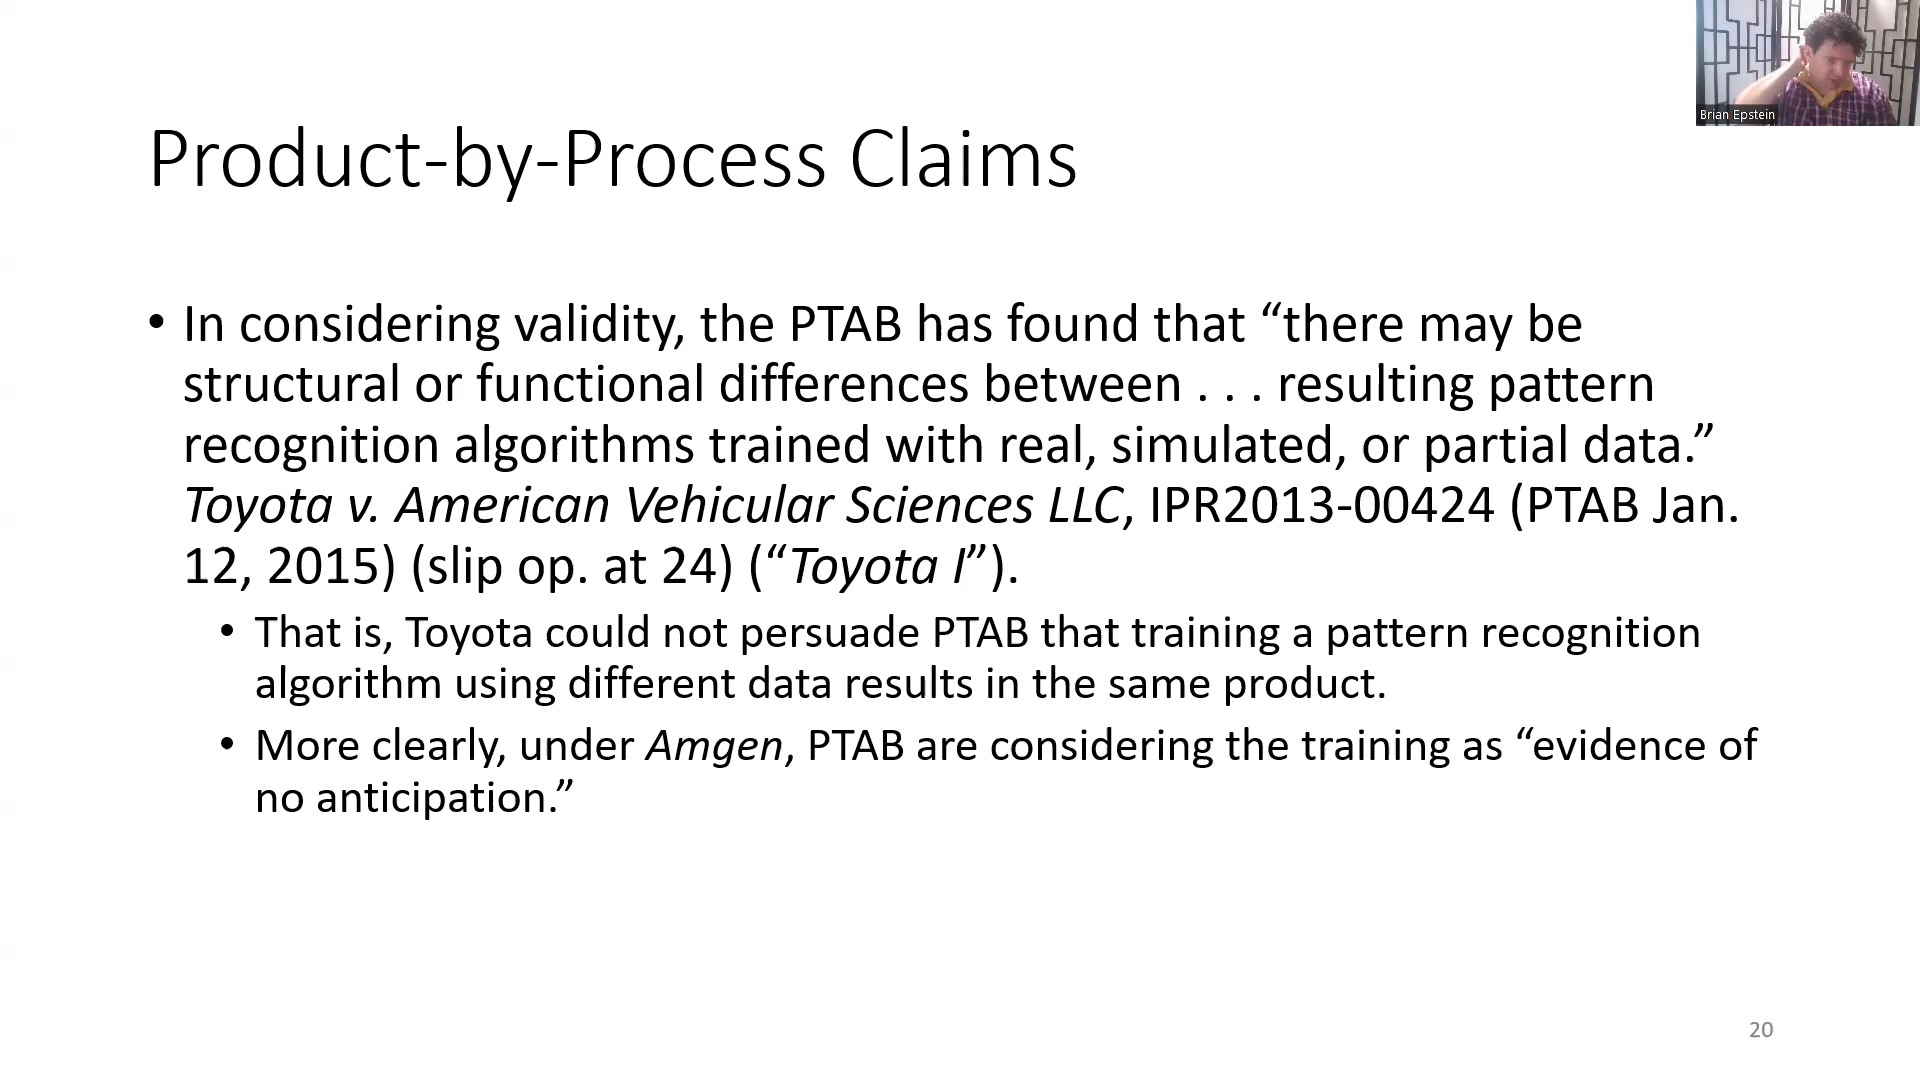 Brian Epstein
Product-by-Process Claims
• In considering validity, the PTAB has found that “there may be
structural or functional differences between . . . resulting pattern
recognition algorithms trained with real, simulated, or partial data.”
Toyota v. American Vehicular Sciences LLC, IPR2013-00424 (PTAB Jan.
12, 2015) (slip op. at 24) (“Toyota I”).
• That is, Toyota could not persuade PTAB that training a pattern recognition
algorithm using different data results in the same product.
• More clearly, under Amgen, PTAB are considering the training as “evidence of
no anticipation.”
20